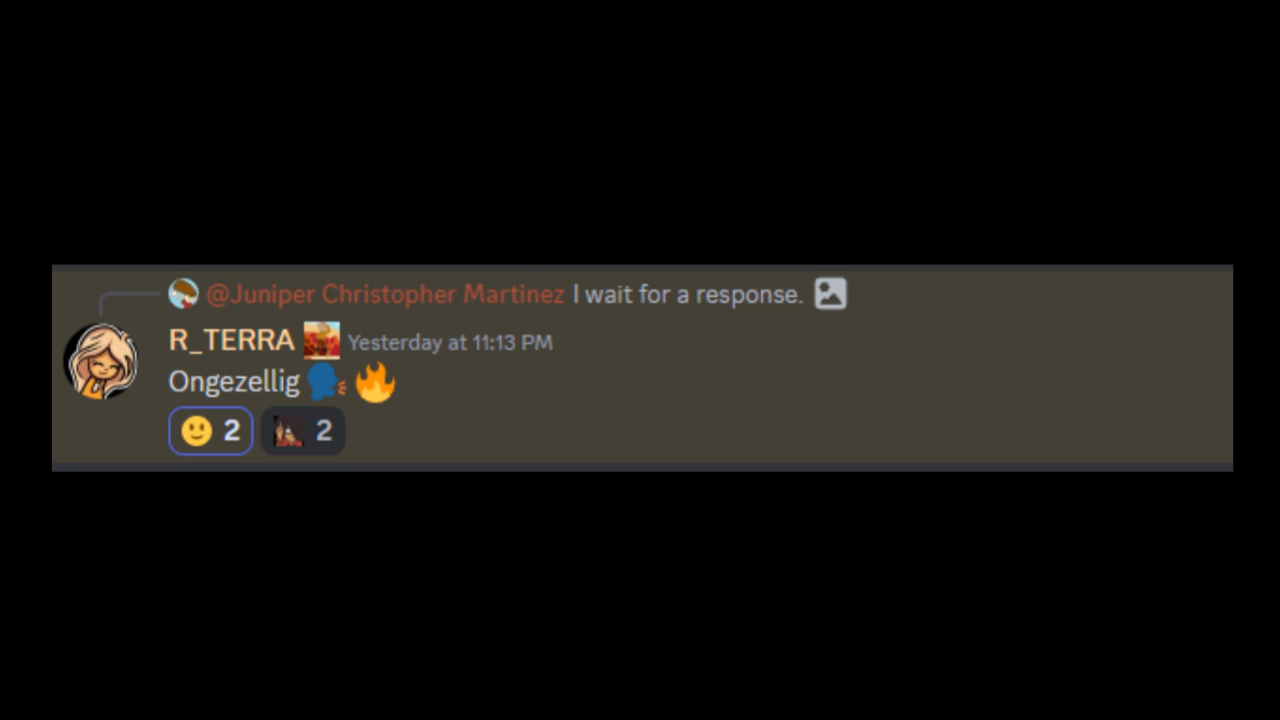 @Juniper Christopher Martinez I wait for a response.
R_TERRA Yesterday at 11:13 PM
Ongezellig 🗣️ 🔥
🙂 2 2